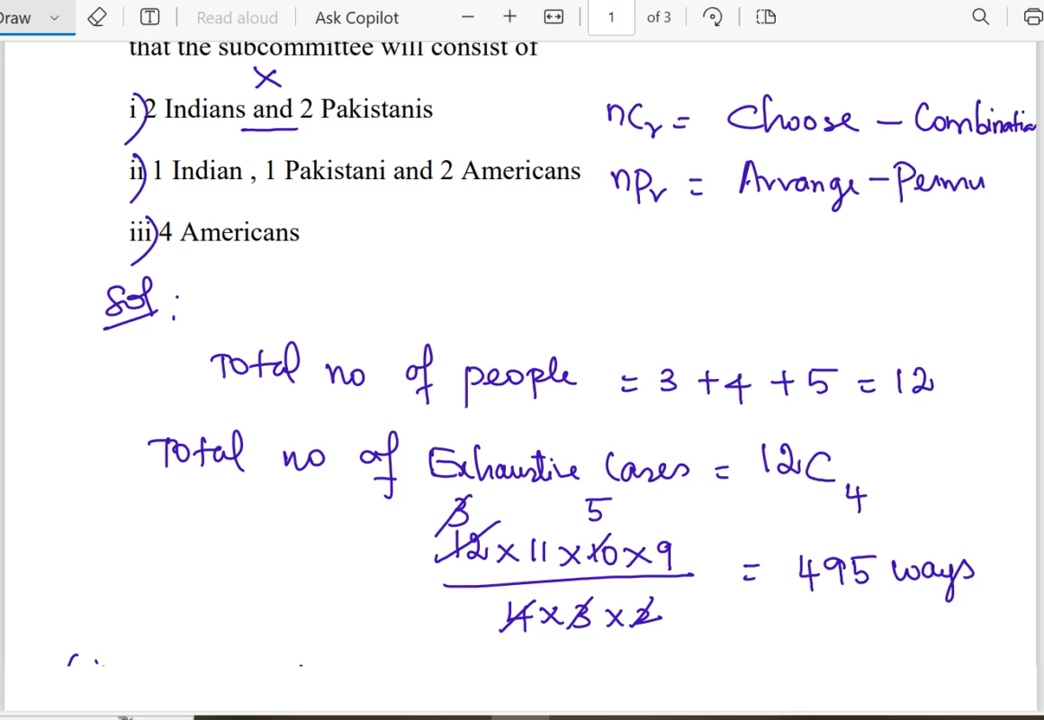 Draw Read aloud Ask Copilot 1 of 3
that the subcommittee will consist of
×
i) 2 Indians and 2 Pakistanis
nCr = Choose - Combinatio
ii) 1 Indian , 1 Pakistani and 2 Americans
nPr = Arrange - Permu
iii) 4 Americans
Sol :
Total no of people = 3 + 4 + 5 = 12
Total no of Exhaustive Cases = 12C4
3 5
12 × 11 × 10 × 9
= 495 ways
4 × 3 × 2